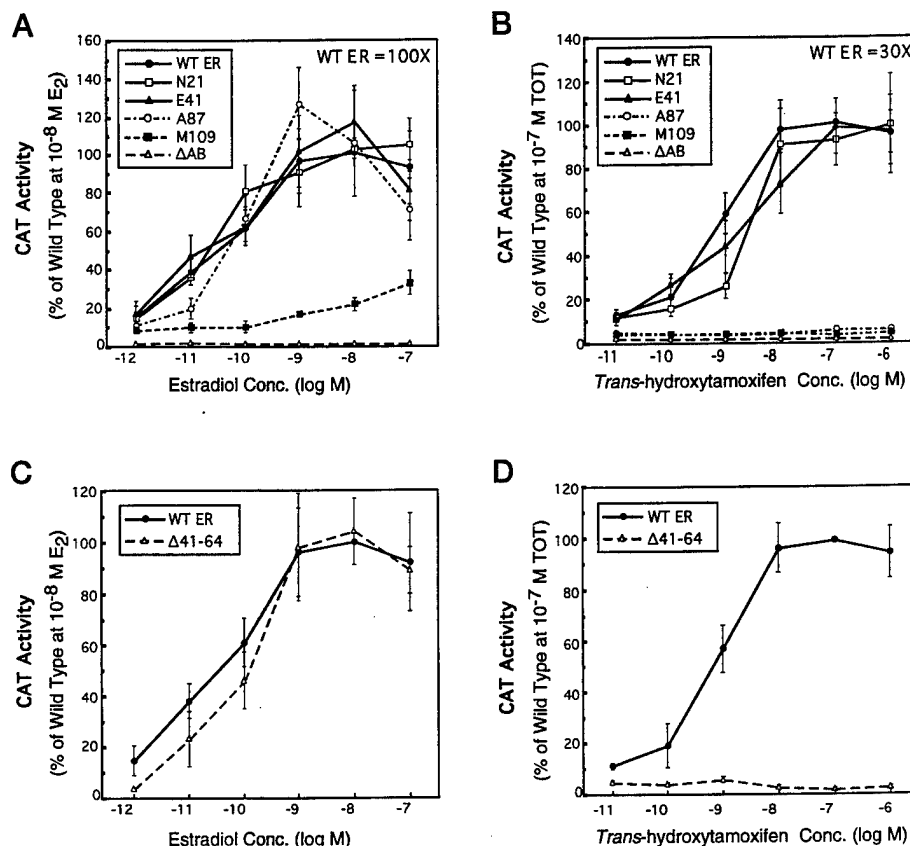 A
CAT Activity
(% of Wild Type at 10⁻⁸ M E₂)
160
140
120
100
80
60
40
20
0
WT ER
N21
E41
A87
M109
ΔAB
WT ER =100X
-12
-11
-10
-9
-8
-7
Estradiol Conc. (log M)
B
CAT Activity
(% of Wild Type at 10⁻⁷ M TOT)
140
120
100
80
60
40
20
0
WT ER
N21
E41
A87
M109
ΔAB
WT ER =30X
-11
-10
-9
-8
-7
-6
Trans-hydroxytamoxifen Conc. (log M)
C
CAT Activity
(% of Wild Type at 10⁻⁸ M E₂)
120
100
80
60
40
20
0
WT ER
Δ41-64
-12
-11
-10
-9
-8
-7
Estradiol Conc. (log M)
D
CAT Activity
(% of Wild Type at 10⁻⁷ M TOT)
120
100
80
60
40
20
0
WT ER
Δ41-64
-11
-10
-9
-8
-7
-6
Trans-hydroxytamoxifen Conc. (log M)